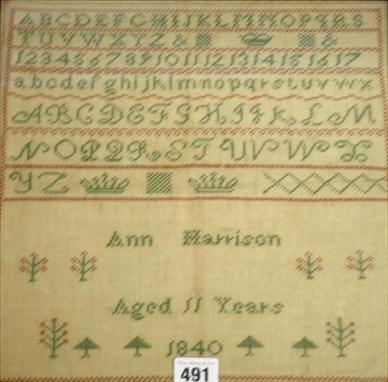 ABCDEFGHIJKLMNOPQRS
TUVWXYZ&
&
1234567891011121314151617
abcdefghijklmnopqrstuvwx
ABCDEFGHIJKLM
NOPQRSTUVWX
YZ
Ann Harrison
Aged 11 Years
1840
491